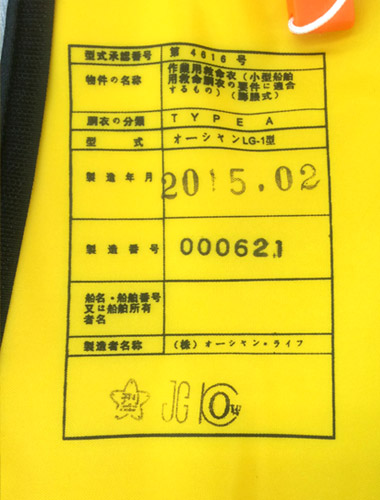 型式承認番号 第 4616 号
物件の名称 作業用救命衣(小型船舶
用救命胴衣の要件に適合
するもの)(膨脹式)
胴衣の分類 TYPE A
型 式 オーシャンLG-1型
製造年月 2015.02
製造番号 000621
船名・船舶番号
又は船舶所有
者名
製造者名称 (株)オーシャン・ライフ
JG